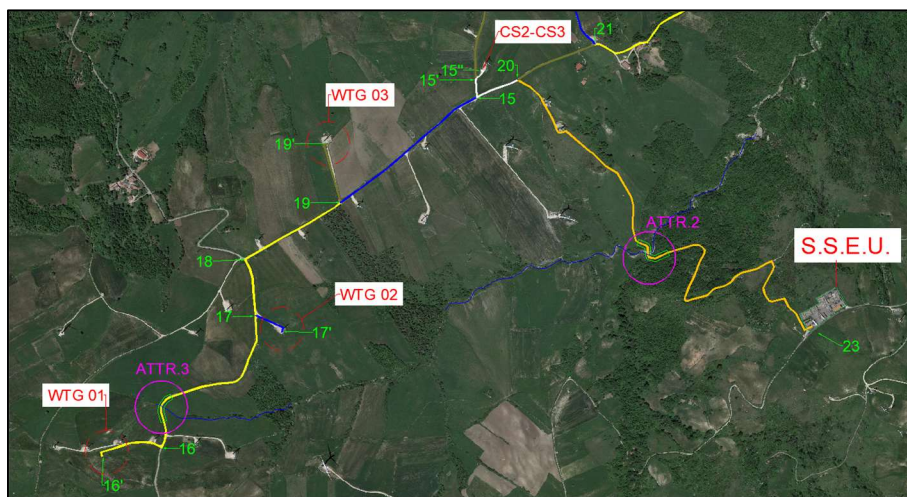 21
CS2-CS3
20
15''
15'
15
WTG 03
19'
19
ATTR.2
S.S.E.U.
18
WTG 02
17
17'
23
ATTR.3
WTG 01
16
16'